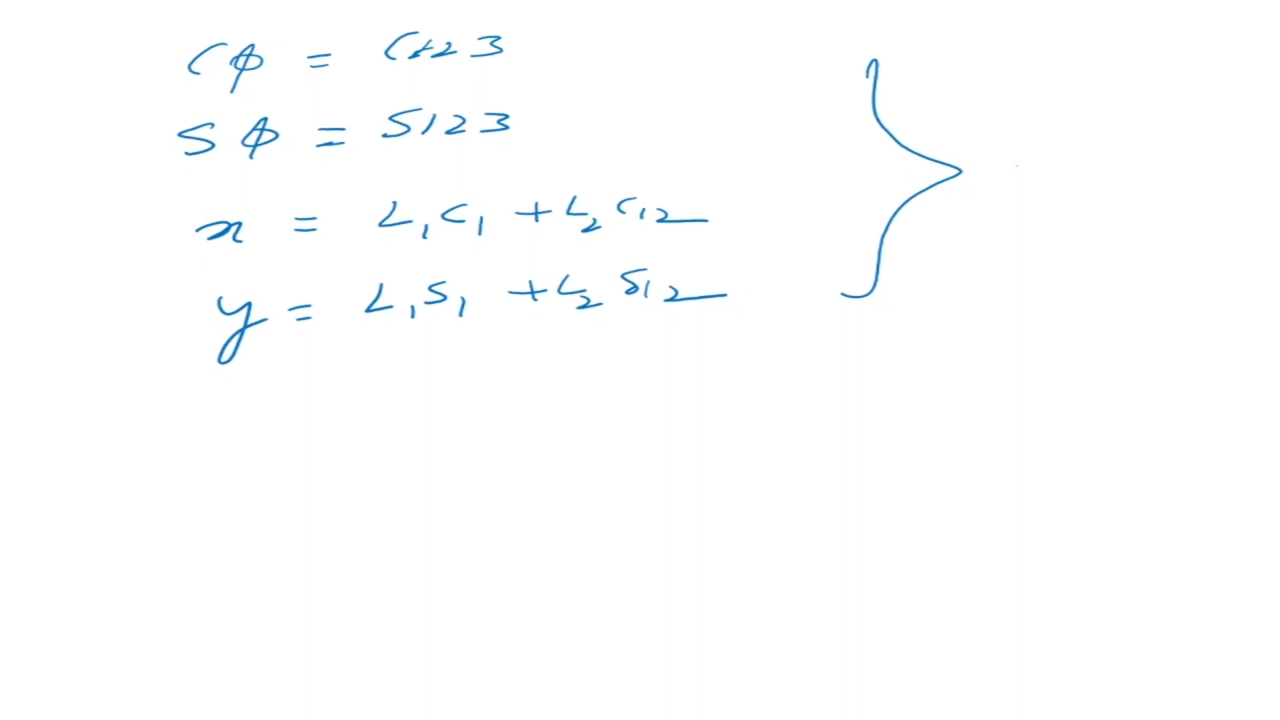 Cφ = C123
Sφ = S123
x = L₁C₁ + L₂C₁₂
y = L₁S₁ + L₂S₁₂